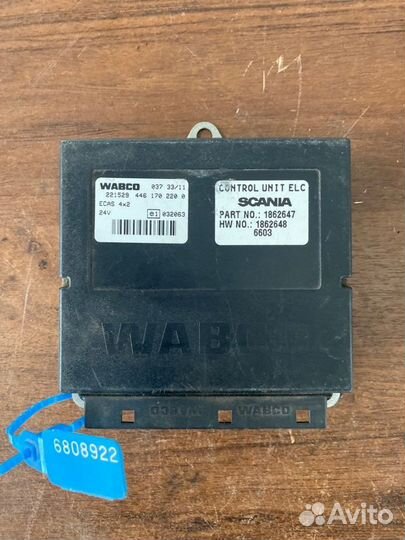 WABCO 037 33/11
221529 446 170 220 0
ECAS 4x2
24V
e1 032063
CONTROL UNIT ELC
SCANIA
PART NO.: 1862647
HW NO.: 1862648
6603
WABCO
WABCO WABCO
6808922
Avito